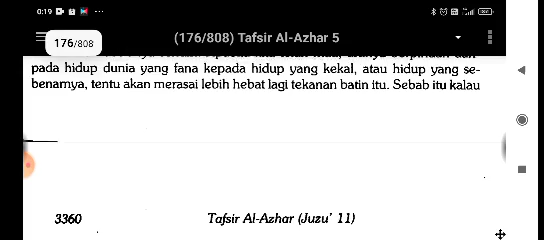 0:19
176/808
(176/808) Tafsir Al-Azhar 5
pada hidup dunia yang fana kepada hidup yang kekal, atau hidup yang se-
benarnya, tentu akan merasai lebih hebat lagi tekanan batin itu. Sebab itu kalau
3360 Tafsir Al-Azhar (Juzu' 11)